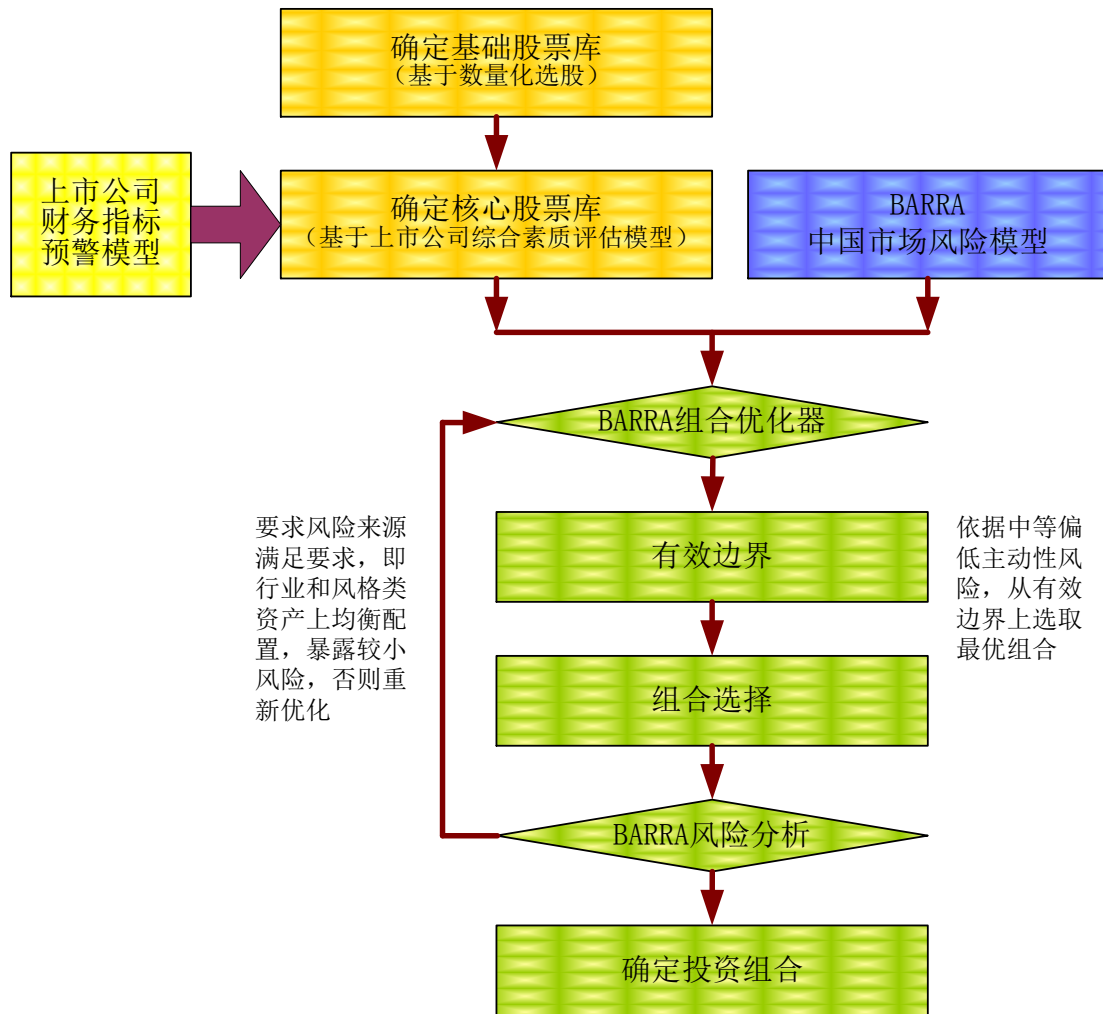 确定基础股票库
（基于数量化选股）
上市公司
财务指标
预警模型
确定核心股票库
（基于上市公司综合素质评估模型）
BARRA
中国市场风险模型
BARRA组合优化器
要求风险来源
满足要求，即
行业和风格类
资产上均衡配
置，暴露较小
风险，否则重
新优化
有效边界
依据中等偏
低主动性风
险，从有效
边界上选取
最优组合
组合选择
BARRA风险分析
确定投资组合